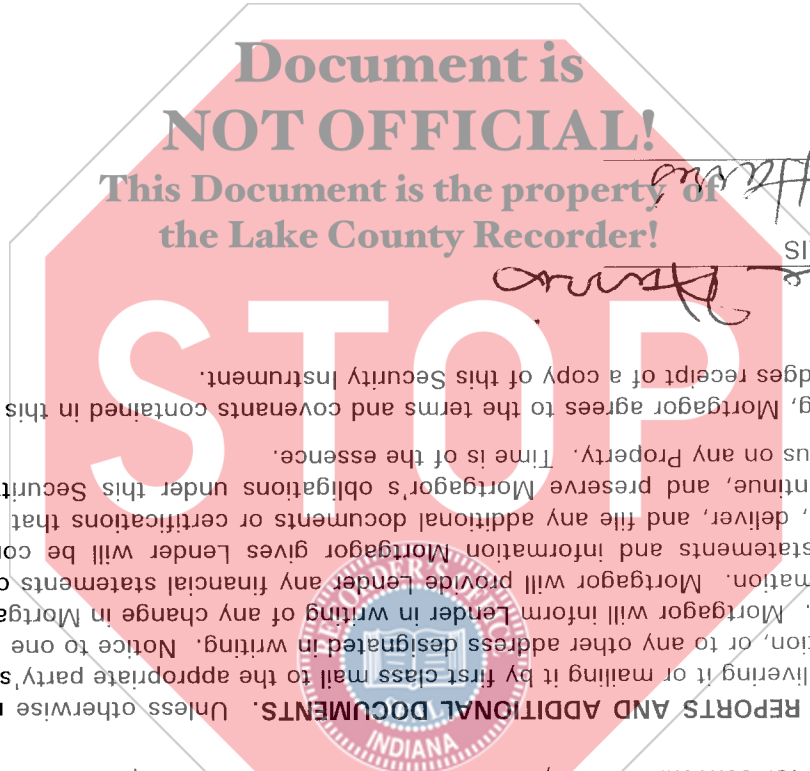 Document is
NOT OFFICIAL!
This Document is the property of
the Lake County Recorder!
STOP
INDIANA
REPORTS AND ADDITIONAL DOCUMENTS. Unless otherwise
livering it or mailing it by first class mail to the appropriate party's
tion, or to any other address designated in writing. Notice to one
. Mortgagor will inform Lender in writing of any change in Mortga
mation. Mortgagor will provide Lender any financial statements
statements and information Mortgagor gives Lender will be co
, deliver, and file any additional documents or certifications that
ntinue, and preserve Mortgagor's obligations under this Securit
us on any Property. Time is of the essence.
g, Mortgagor agrees to the terms and covenants contained in this
dges receipt of a copy of this Security Instrument.
Harris
IS
Harris